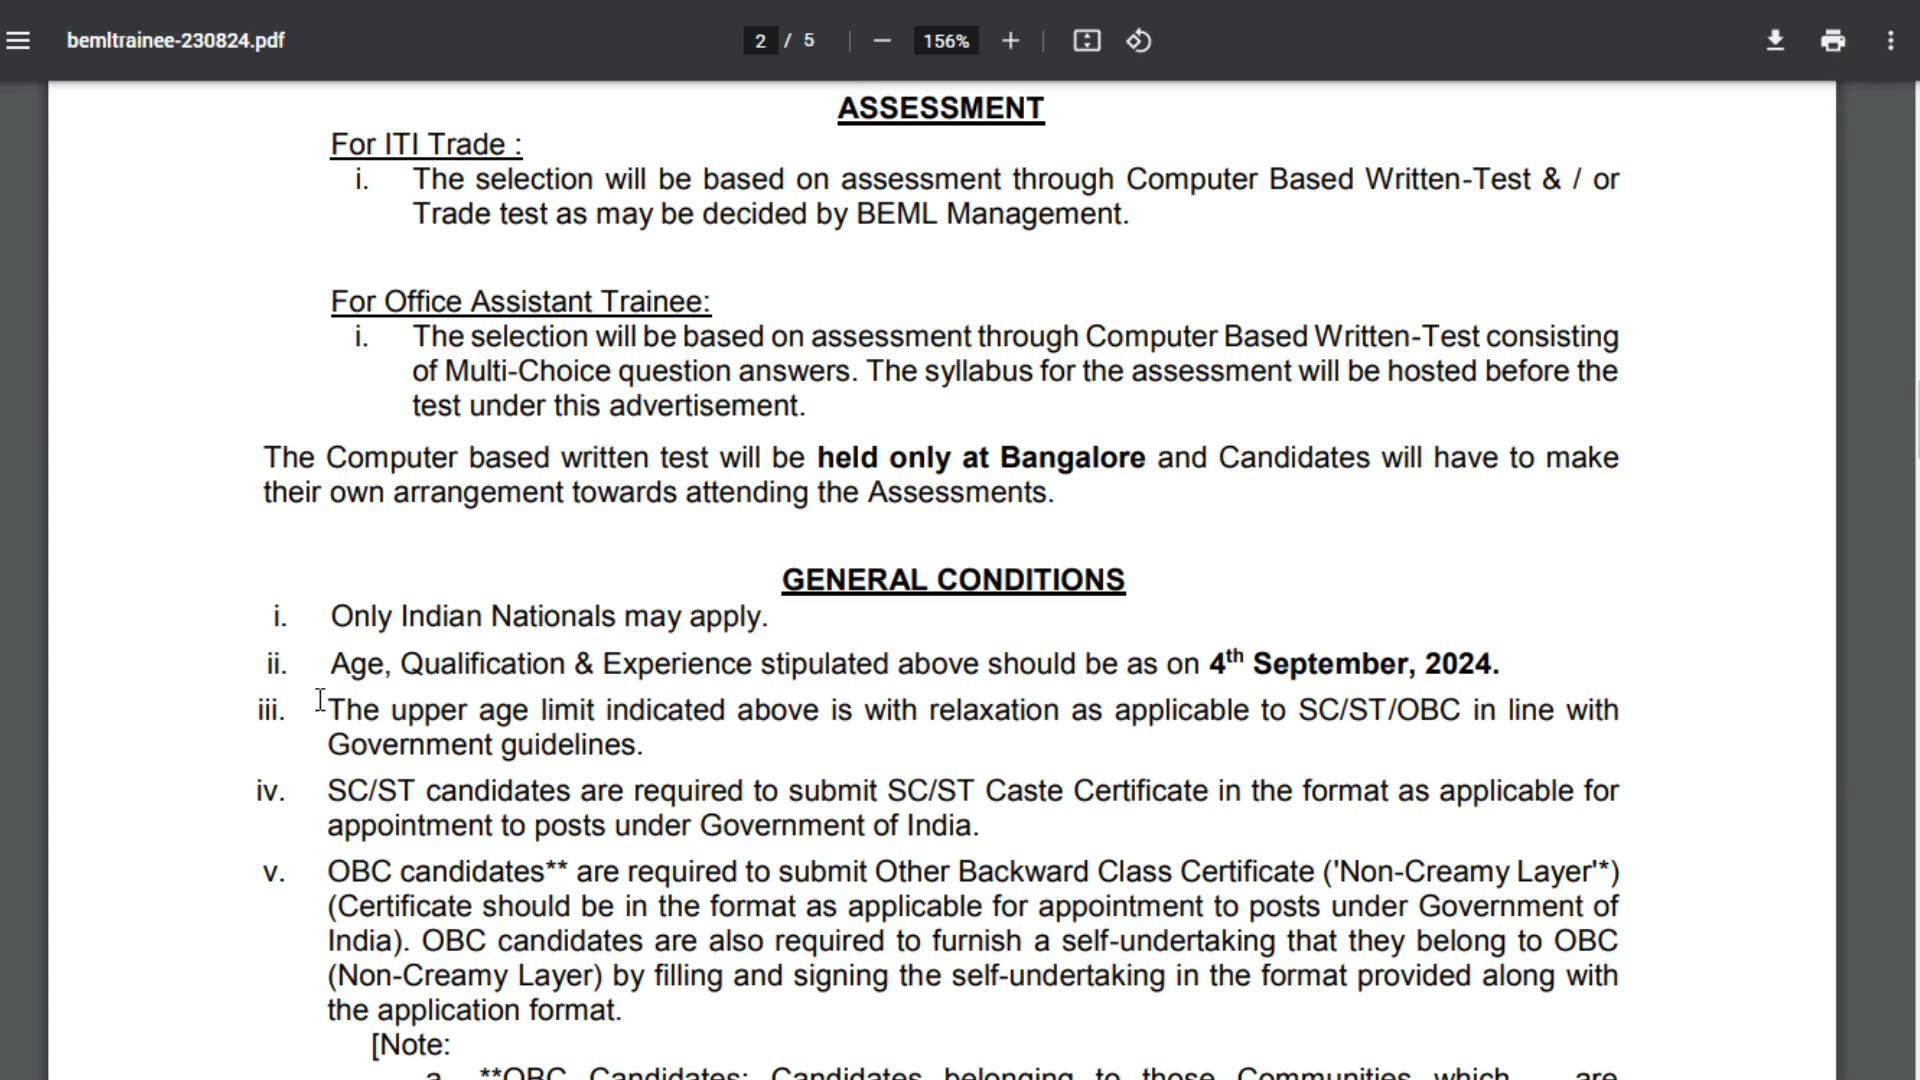 bemltrainee-230824.pdf
2 / 5
156%
ASSESSMENT
For ITI Trade :
i. The selection will be based on assessment through Computer Based Written-Test & / or
Trade test as may be decided by BEML Management.
For Office Assistant Trainee:
i. The selection will be based on assessment through Computer Based Written-Test consisting
of Multi-Choice question answers. The syllabus for the assessment will be hosted before the
test under this advertisement.
The Computer based written test will be held only at Bangalore and Candidates will have to make
their own arrangement towards attending the Assessments.
GENERAL CONDITIONS
i. Only Indian Nationals may apply.
ii. Age, Qualification & Experience stipulated above should be as on 4th September, 2024.
iii. The upper age limit indicated above is with relaxation as applicable to SC/ST/OBC in line with
Government guidelines.
iv. SC/ST candidates are required to submit SC/ST Caste Certificate in the format as applicable for
appointment to posts under Government of India.
v. OBC candidates** are required to submit Other Backward Class Certificate ('Non-Creamy Layer'*)
(Certificate should be in the format as applicable for appointment to posts under Government of
India). OBC candidates are also required to furnish a self-undertaking that they belong to OBC
(Non-Creamy Layer) by filling and signing the self-undertaking in the format provided along with
the application format.
[Note:
a. **OBC Candidates: Candidates belonging to those Communities which are